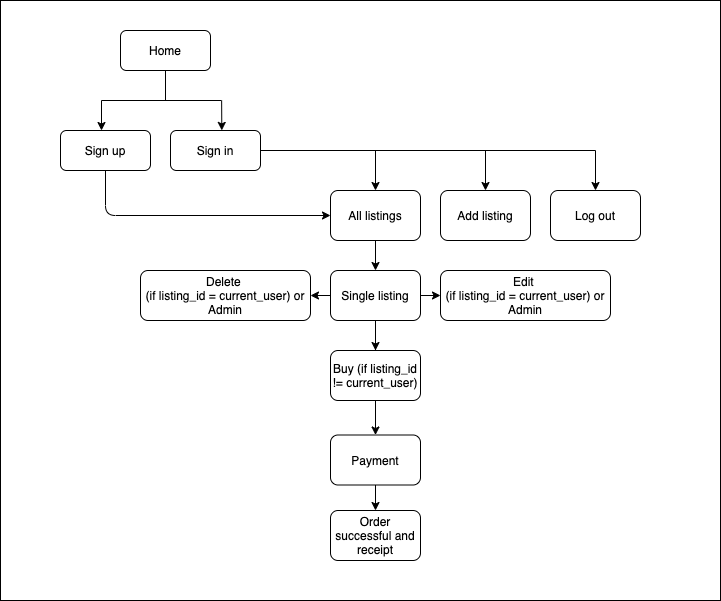 Home
Sign up
Sign in
All listings
Add listing
Log out
Delete
(if listing_id = current_user) or
Admin
Single listing
Edit
(if listing_id = current_user) or
Admin
Buy (if listing_id
!= current_user)
Payment
Order
successful and
receipt